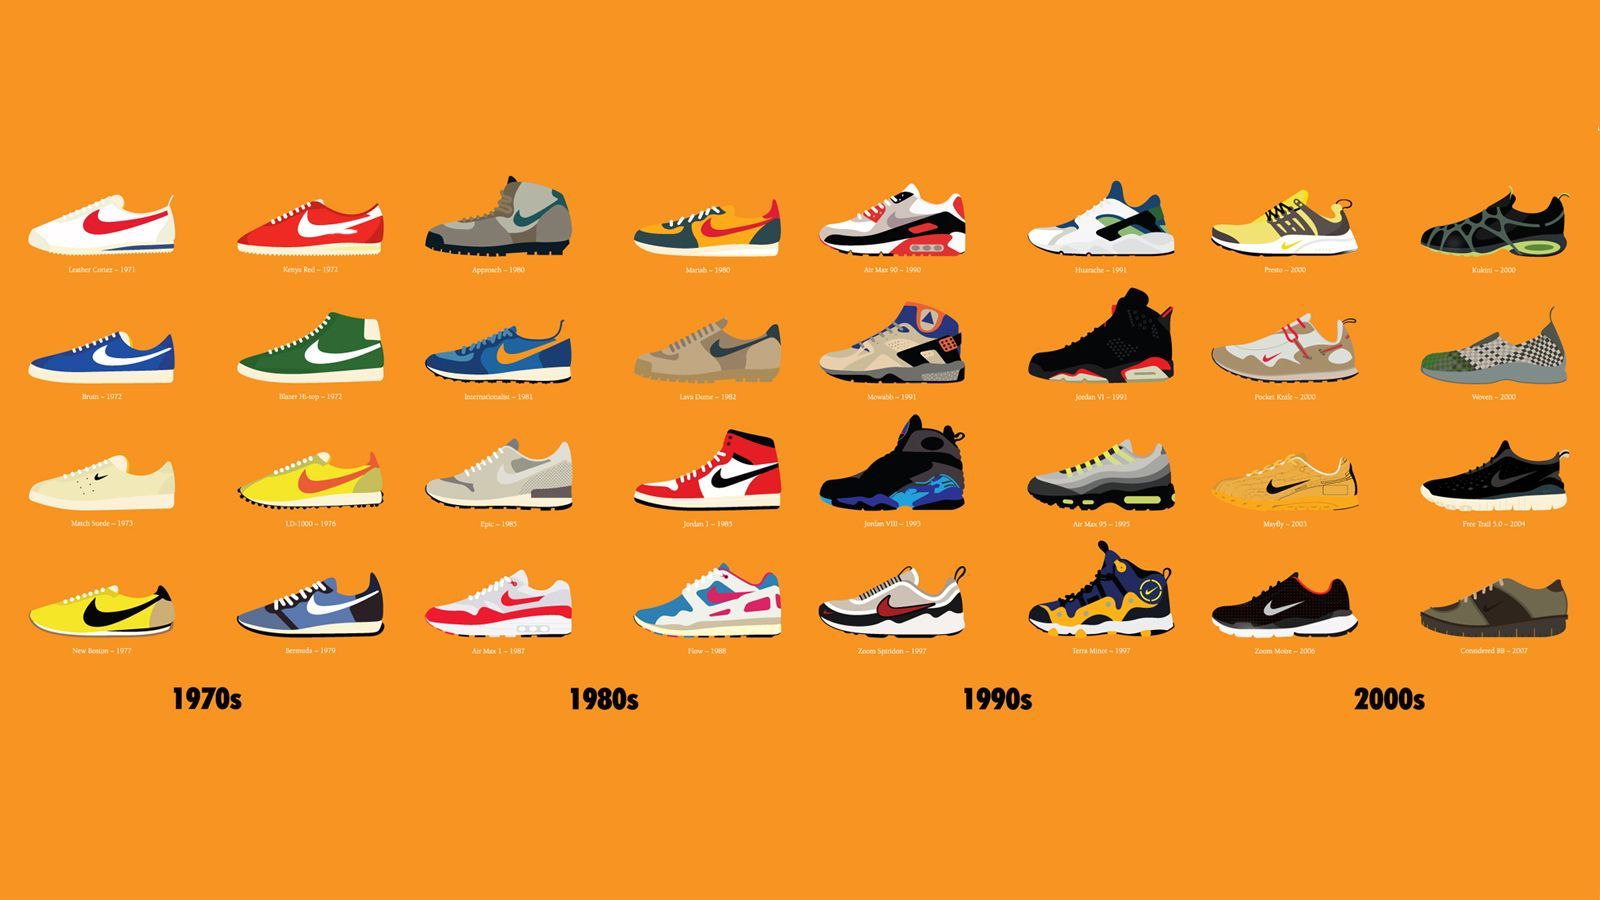 Leather Cortez – 1971
Kenya Red – 1972
Approach – 1980
Mariah – 1980
Air Max 90 – 1990
Huarache – 1991
Presto – 2000
Kukini – 2000
Bruin – 1972
Blazer Hi-top – 1972
Internationalist – 1981
Lava Dome – 1982
Mowabb – 1991
Jordan VI – 1991
Pocket Knife – 2000
Woven – 2000
Match Suede – 1973
LD-1000 – 1976
Epic – 1985
Jordan 1 – 1985
Jordan VIII – 1993
Air Max 95 – 1995
Mayfly – 2003
Free Trail 5.0 – 2004
New Boston – 1977
Bermuda – 1979
Air Max 1 – 1987
Flow – 1988
Zoom Spiridon – 1997
Terra Minot – 1997
Zoom Moire – 2006
Considered BB – 2007
1970s
1980s
1990s
2000s